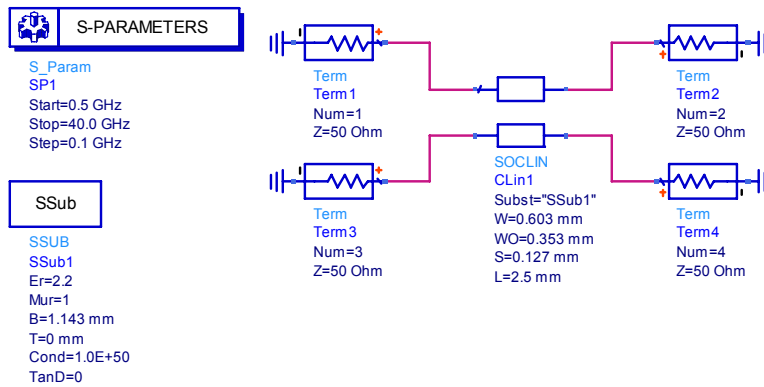 S-PARAMETERS
S_Param
SP1
Start=0.5 GHz
Stop=40.0 GHz
Step=0.1 GHz
SSub
SSUB
SSub1
Er=2.2
Mur=1
B=1.143 mm
T=0 mm
Cond=1.0E+50
TanD=0
Term
Term1
Num=1
Z=50 Ohm
Term
Term2
Num=2
Z=50 Ohm
Term
Term3
Num=3
Z=50 Ohm
SOCLIN
CLin1
Subst="SSub1"
W=0.603 mm
WO=0.353 mm
S=0.127 mm
L=2.5 mm
Term
Term4
Num=4
Z=50 Ohm